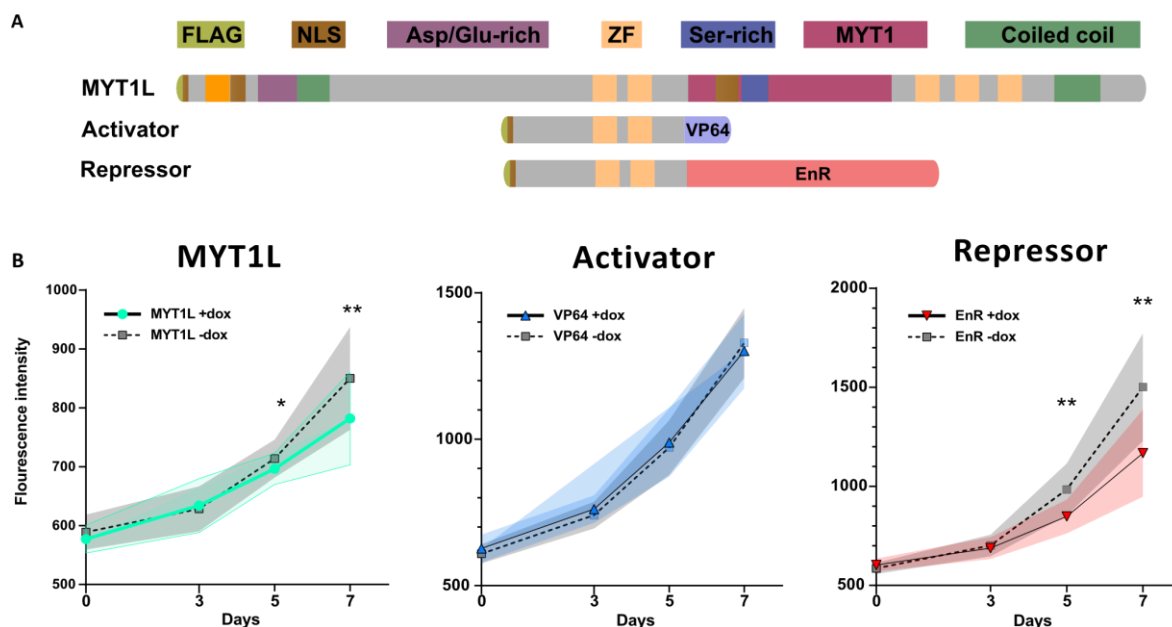 A
FLAG NLS Asp/Glu-rich ZF Ser-rich MYT1 Coiled coil
MYT1L
Activator VP64
Repressor EnR
B
MYT1L
Flourescence intensity
1000
900
800
700
600
500
MYT1L +dox
MYT1L -dox
*
**
0 3 5 7
Days
Activator
1500
1000
500
VP64 +dox
VP64 -dox
0 3 5 7
Days
Repressor
2000
1500
1000
500
EnR +dox
EnR -dox
**
**
0 3 5 7
Days